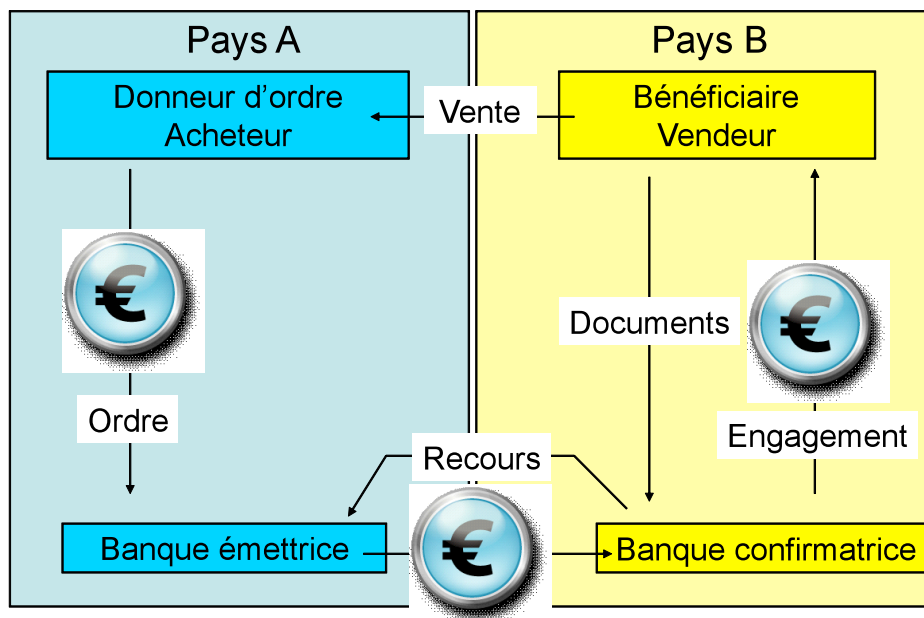 Pays A
Pays B
Donneur d’ordre
Acheteur
Vente
Bénéficiaire
Vendeur
€
€
Documents
Ordre
Engagement
Recours
Banque émettrice
€
Banque confirmatrice